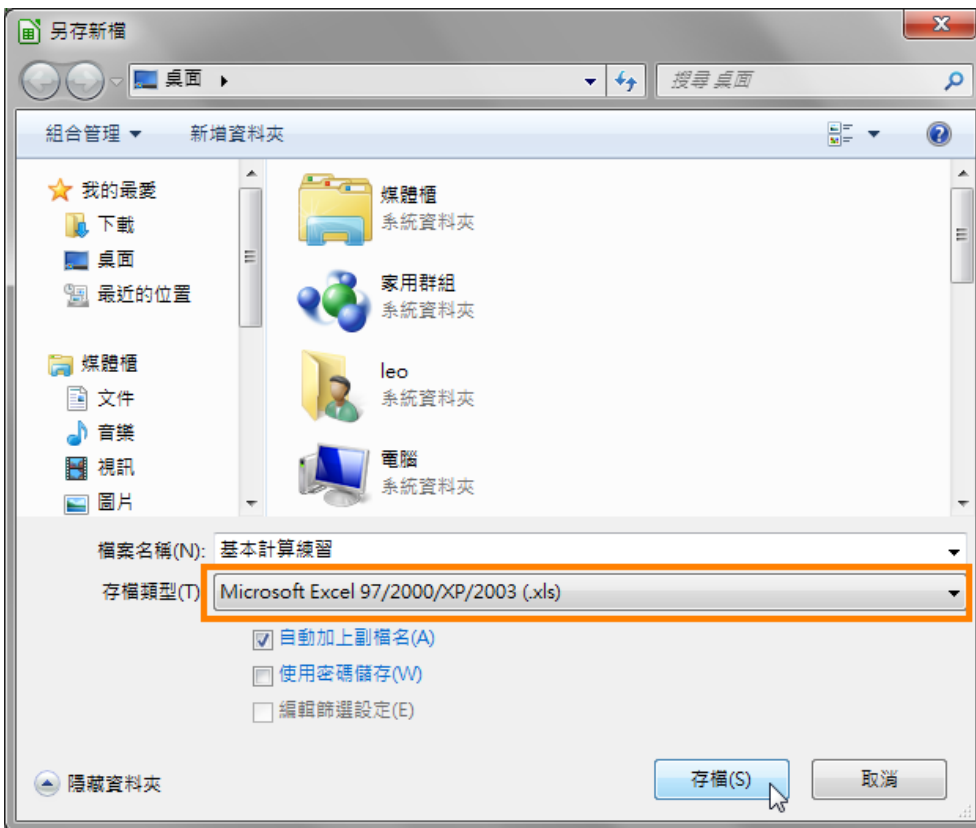 另存新檔
桌面
搜尋 桌面
組合管理 新增資料夾
我的最愛
下載
桌面
最近的位置
媒體櫃
文件
音樂
視訊
圖片
媒體櫃
系統資料夾
家用群組
系統資料夾
leo
系統資料夾
電腦
系統資料夾
檔案名稱(N): 基本計算練習
存檔類型(T) Microsoft Excel 97/2000/XP/2003 (.xls)
自動加上副檔名(A)
使用密碼儲存(W)
編輯篩選設定(E)
隱藏資料夾
存檔(S) 取消